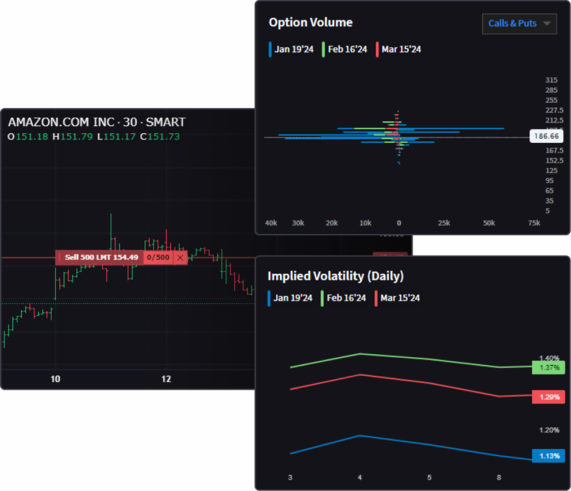 AMAZON.COM INC · 30 · SMART
O151.18 H151.79 L151.17 C151.73
Sell 500 LMT 154.49 0/500 X
10 12
Option Volume
Calls & Puts
Jan 19'24 Feb 16'24 Mar 15'24
315
285
255
227.5
212.5
186.66
167.5
152.5
125
95
65
35
5
40k 30k 20k 10k 0 25k 50k 75k
Implied Volatility (Daily)
Jan 19'24 Feb 16'24 Mar 15'24
1.40%
1.37%
1.29%
1.20%
1.13%
3 4 5 8